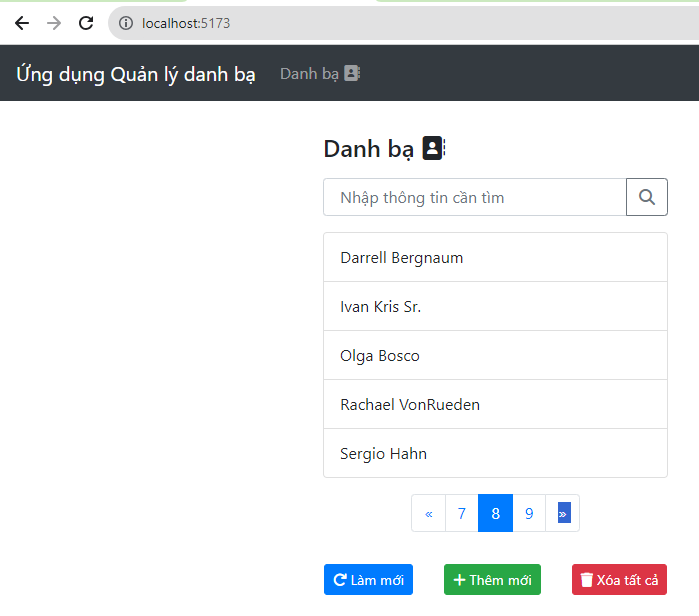 localhost:5173
Ứng dụng Quản lý danh bạ Danh bạ
Danh bạ
Nhập thông tin cần tìm
Darrell Bergnaum
Ivan Kris Sr.
Olga Bosco
Rachael VonRueden
Sergio Hahn
« 7 8 9 »
Làm mới Thêm mới Xóa tất cả